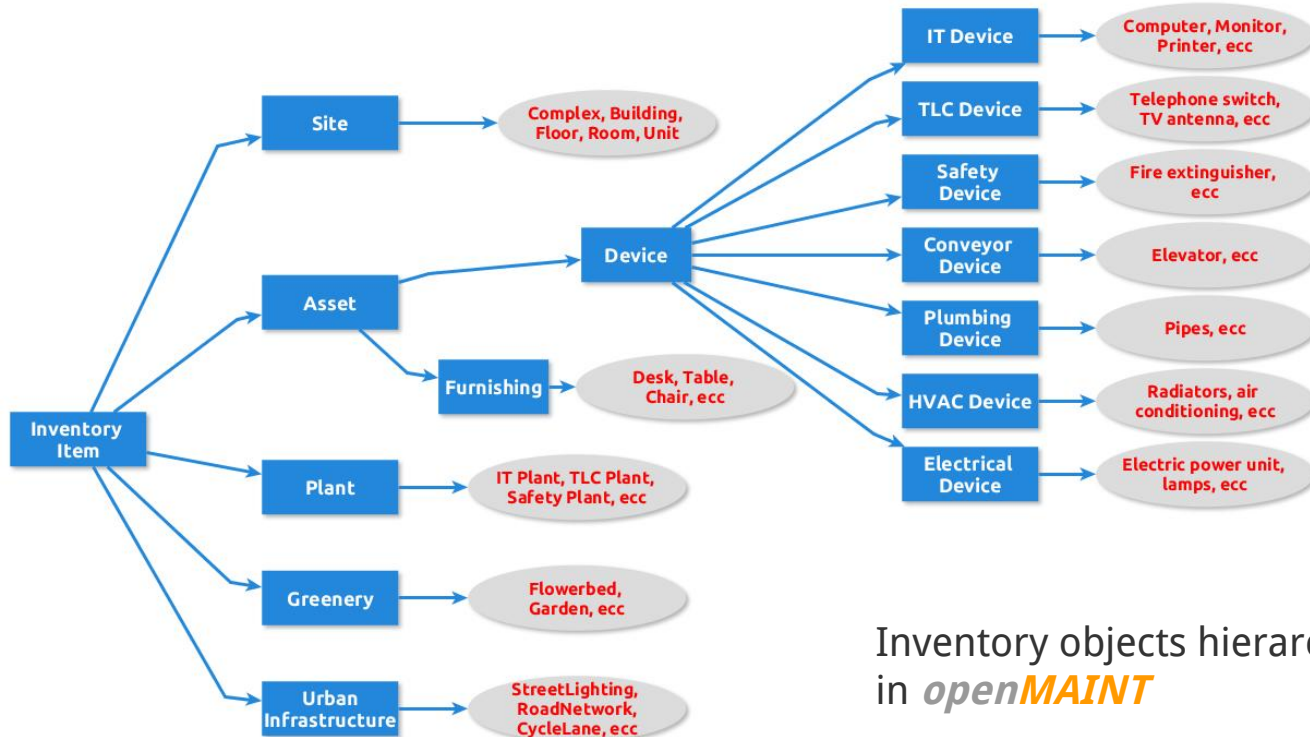 IT Device
Computer, Monitor,
Printer, ecc
TLC Device
Telephone switch,
TV antenna, ecc
Site
Complex, Building,
Floor, Room, Unit
Safety
Device
Fire extinguisher,
ecc
Device
Conveyor
Device
Elevator, ecc
Asset
Plumbing
Device
Pipes, ecc
Furnishing
Desk, Table,
Chair, ecc
HVAC Device
Radiators, air
conditioning, ecc
Inventory
Item
Electrical
Device
Electric power unit,
lamps, ecc
Plant
IT Plant, TLC Plant,
Safety Plant, ecc
Greenery
Flowerbed,
Garden, ecc
Urban
Infrastructure
StreetLighting,
RoadNetwork,
CycleLane, ecc
Inventory objects
in openMAINT